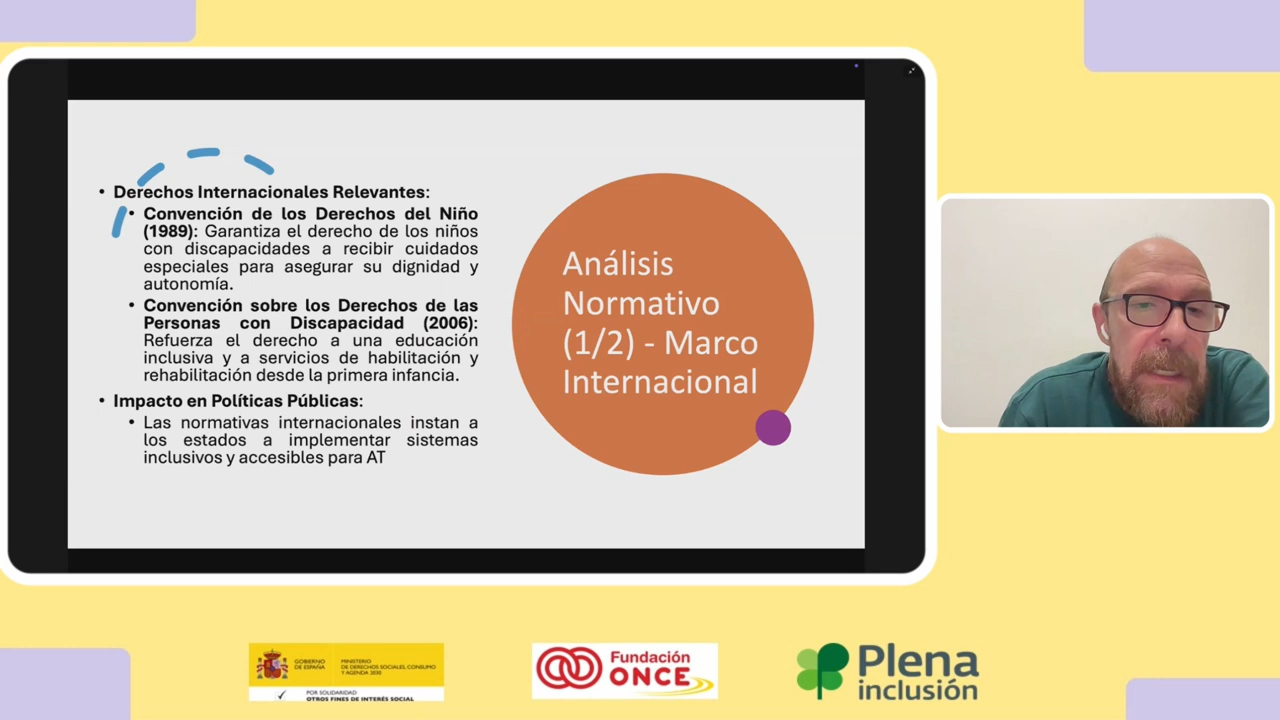 • Derechos Internacionales Relevantes:
• Convención de los Derechos del Niño
(1989): Garantiza el derecho de los niños
con discapacidades a recibir cuidados
especiales para asegurar su dignidad y
autonomía.
• Convención sobre los Derechos de las
Personas con Discapacidad (2006):
Refuerza el derecho a una educación
inclusiva y a servicios de habilitación y
rehabilitación desde la primera infancia.
• Impacto en Políticas Públicas:
• Las normativas internacionales instan a
los estados a implementar sistemas
inclusivos y accesibles para AT
Análisis
Normativo
(1/2) - Marco
Internacional
GOBIERNO
DE ESPAÑA
MINISTERIO
DE DERECHOS SOCIALES, CONSUMO
Y AGENDA 2030
POR SOLIDARIDAD
OTROS FINES DE INTERÉS SOCIAL
Fundación
ONCE
Plena
inclusión